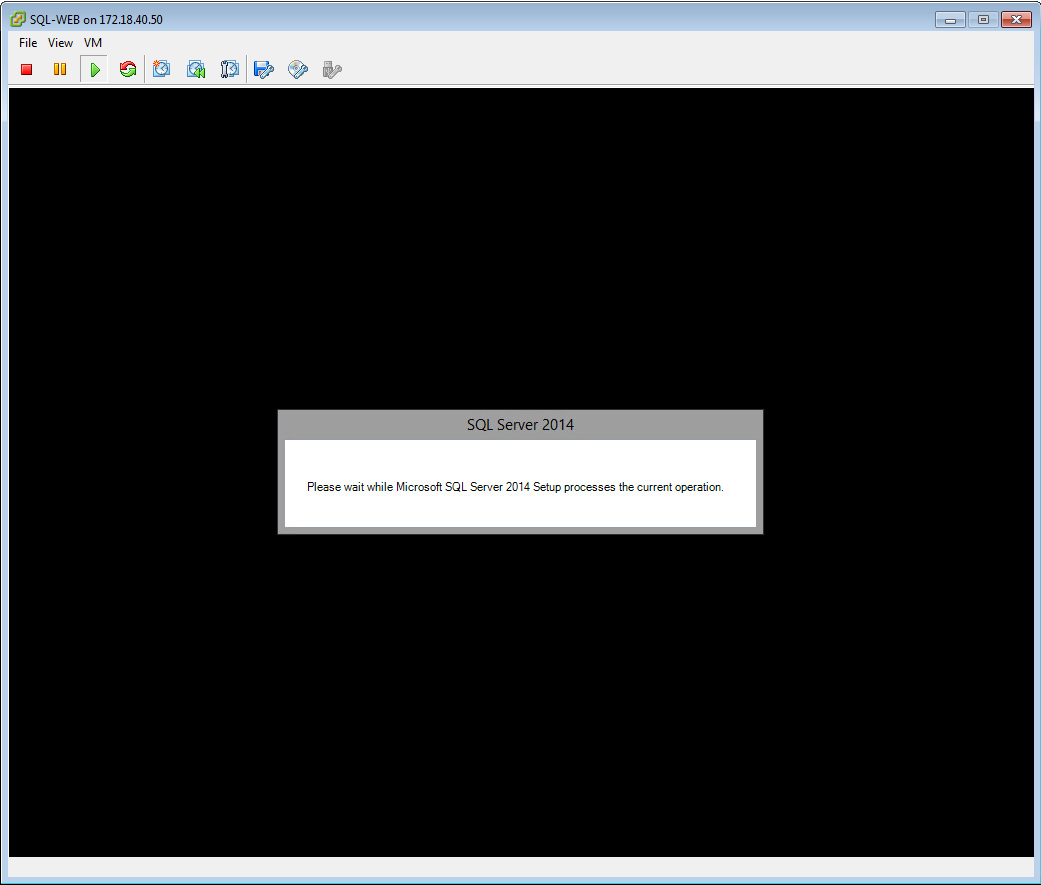 SQL-WEB on 172.18.40.50
File View VM
SQL Server 2014
Please wait while Microsoft SQL Server 2014 Setup processes the current operation.